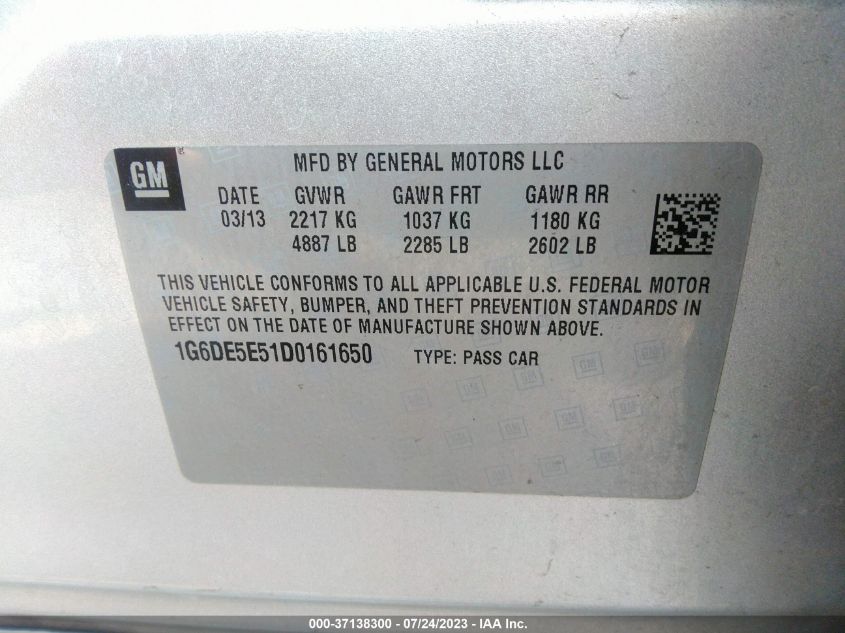 GM
MFD BY GENERAL MOTORS LLC
DATE GVWR GAWR FRT GAWR RR
03/13 2217 KG 1037 KG 1180 KG
4887 LB 2285 LB 2602 LB
THIS VEHICLE CONFORMS TO ALL APPLICABLE U.S. FEDERAL MOTOR
VEHICLE SAFETY, BUMPER, AND THEFT PREVENTION STANDARDS IN
EFFECT ON THE DATE OF MANUFACTURE SHOWN ABOVE.
1G6DE5E51D0161650 TYPE: PASS CAR
000-37138300 - 07/24/2023 - IAA Inc.